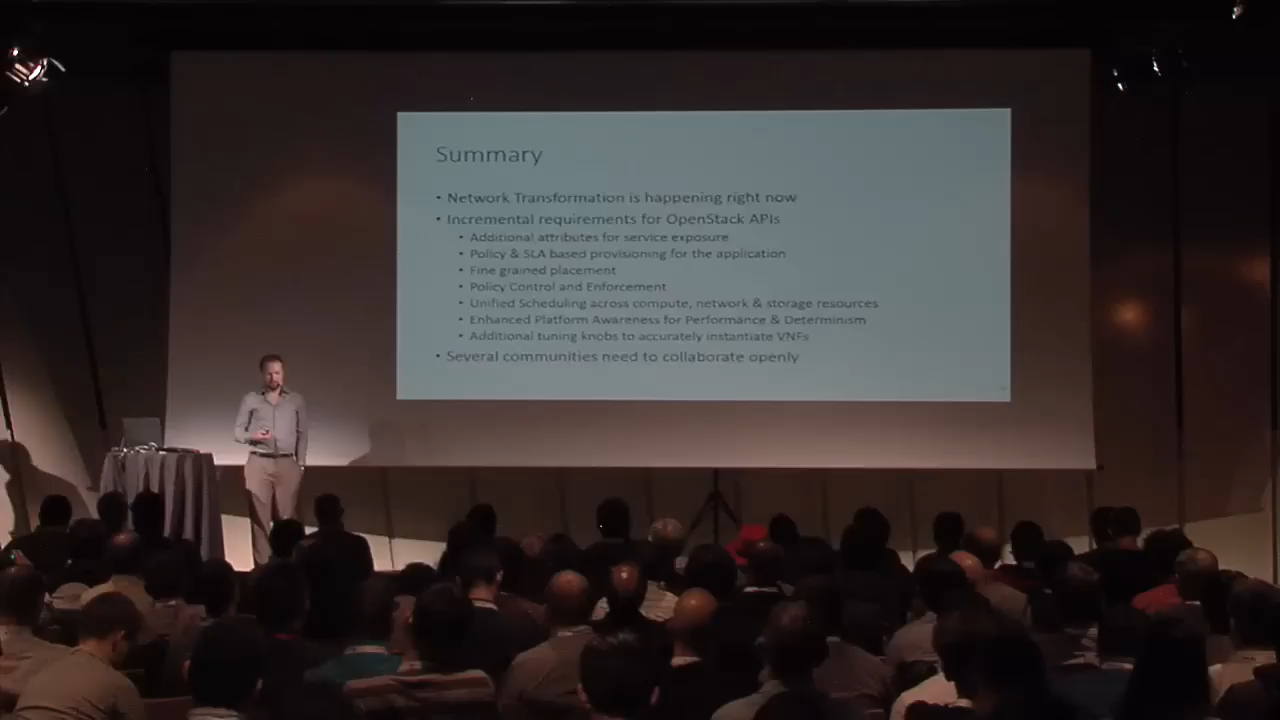 Summary
• Network Transformation is happening right now
• Incremental requirements for OpenStack APIs
• Additional attributes for service exposure
• Policy & SLA based provisioning for the application
• Fine grained placement
• Policy Control and Enforcement
• Unified Scheduling across compute, network & storage resources
• Enhanced Platform Awareness for Performance & Determinism
• Additional tuning knobs to accurately instantiate VNFs
• Several communities need to collaborate openly